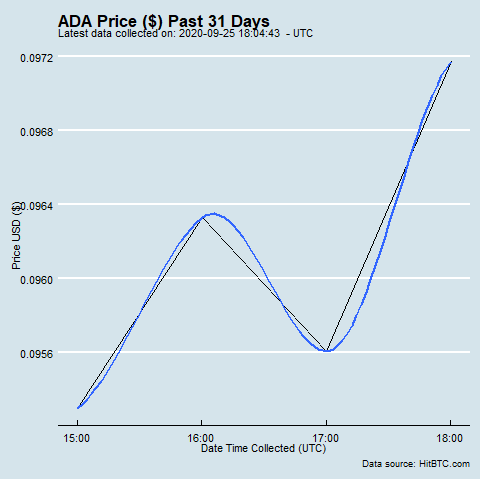 ADA Price ($) Past 31 Days
Latest data collected on: 2020-09-25 18:04:43 - UTC
0.0972
0.0968
0.0964
0.0960
0.0956
Price USD ($)
15:00 16:00 17:00 18:00
Date Time Collected (UTC)
Data source: HitBTC.com